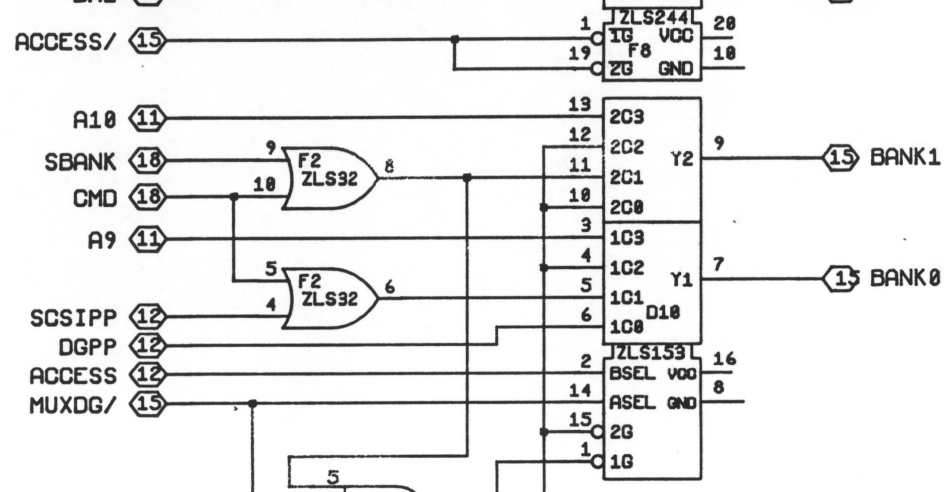 ZLS244
ACCESS/ 15 1 1G VCC 20
F8
19 2G GND 10
A10 11 13 2C3
12 2C2
SBANK 18 9 F2 8 Y2 9 15 BANK1
ZLS32 11 2C1
CMD 18 10 10 2C0
A9 11 3 1C3
4 1C2
5 F2 6 Y1 7 15 BANK0
ZLS32 5 1C1
SCSIPP 12 4 D10
DGPP 12 6 1C0
ZLS153
ACCESS 12 2 BSEL VCC 16
MUXDG/ 15 14 ASEL GND 8
15 2G
1 1G
5